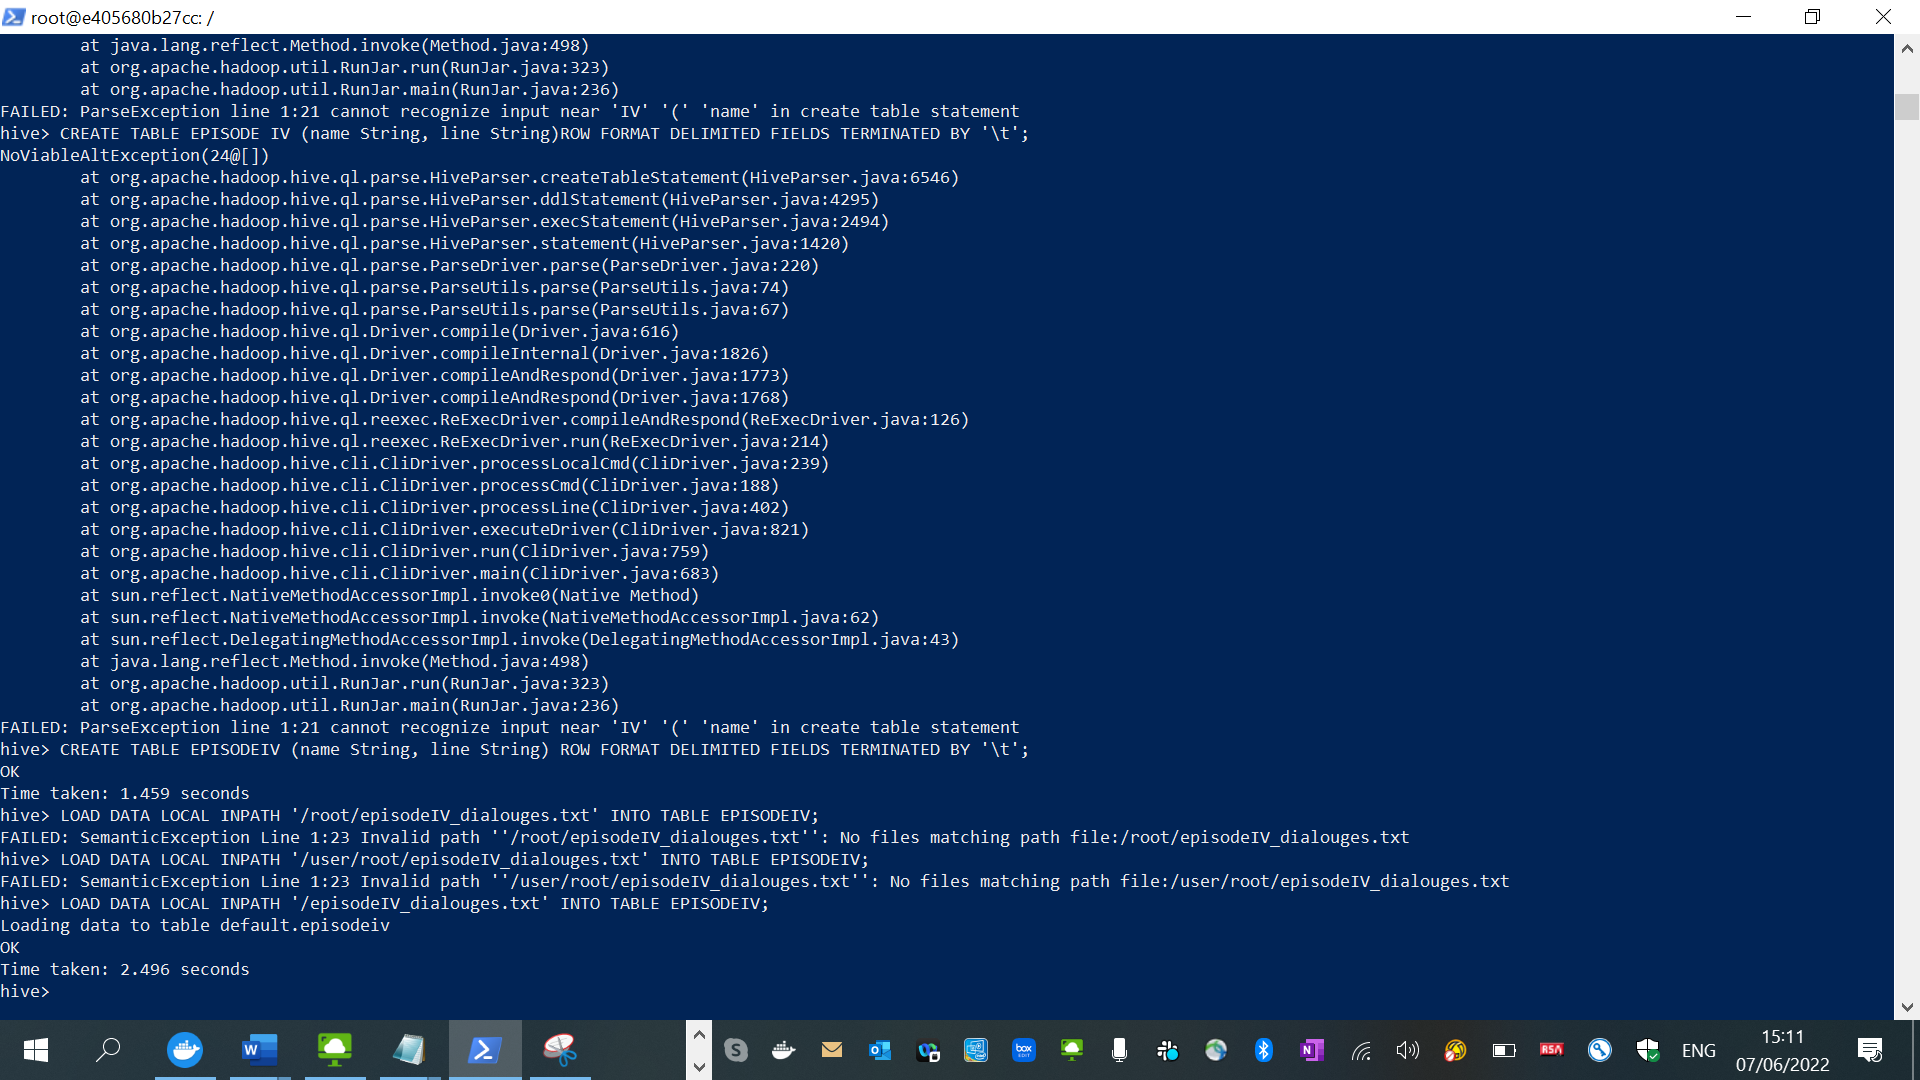 root@e405680b27cc: /
        at java.lang.reflect.Method.invoke(Method.java:498)
        at org.apache.hadoop.util.RunJar.run(RunJar.java:323)
        at org.apache.hadoop.util.RunJar.main(RunJar.java:236)
FAILED: ParseException line 1:21 cannot recognize input near 'IV' '(' 'name' in create table statement
hive> CREATE TABLE EPISODE IV (name String, line String)ROW FORMAT DELIMITED FIELDS TERMINATED BY '\t';
NoViableAltException(24@[])
        at org.apache.hadoop.hive.ql.parse.HiveParser.createTableStatement(HiveParser.java:6546)
        at org.apache.hadoop.hive.ql.parse.HiveParser.ddlStatement(HiveParser.java:4295)
        at org.apache.hadoop.hive.ql.parse.HiveParser.execStatement(HiveParser.java:2494)
        at org.apache.hadoop.hive.ql.parse.HiveParser.statement(HiveParser.java:1420)
        at org.apache.hadoop.hive.ql.parse.ParseDriver.parse(ParseDriver.java:220)
        at org.apache.hadoop.hive.ql.parse.ParseUtils.parse(ParseUtils.java:74)
        at org.apache.hadoop.hive.ql.parse.ParseUtils.parse(ParseUtils.java:67)
        at org.apache.hadoop.hive.ql.Driver.compile(Driver.java:616)
        at org.apache.hadoop.hive.ql.Driver.compileInternal(Driver.java:1826)
        at org.apache.hadoop.hive.ql.Driver.compileAndRespond(Driver.java:1773)
        at org.apache.hadoop.hive.ql.Driver.compileAndRespond(Driver.java:1768)
        at org.apache.hadoop.hive.ql.reexec.ReExecDriver.compileAndRespond(ReExecDriver.java:126)
        at org.apache.hadoop.hive.ql.reexec.ReExecDriver.run(ReExecDriver.java:214)
        at org.apache.hadoop.hive.cli.CliDriver.processLocalCmd(CliDriver.java:239)
        at org.apache.hadoop.hive.cli.CliDriver.processCmd(CliDriver.java:188)
        at org.apache.hadoop.hive.cli.CliDriver.processLine(CliDriver.java:402)
        at org.apache.hadoop.hive.cli.CliDriver.executeDriver(CliDriver.java:821)
        at org.apache.hadoop.hive.cli.CliDriver.run(CliDriver.java:759)
        at org.apache.hadoop.hive.cli.CliDriver.main(CliDriver.java:683)
        at sun.reflect.NativeMethodAccessorImpl.invoke0(Native Method)
        at sun.reflect.NativeMethodAccessorImpl.invoke(NativeMethodAccessorImpl.java:62)
        at sun.reflect.DelegatingMethodAccessorImpl.invoke(DelegatingMethodAccessorImpl.java:43)
        at java.lang.reflect.Method.invoke(Method.java:498)
        at org.apache.hadoop.util.RunJar.run(RunJar.java:323)
        at org.apache.hadoop.util.RunJar.main(RunJar.java:236)
FAILED: ParseException line 1:21 cannot recognize input near 'IV' '(' 'name' in create table statement
hive> CREATE TABLE EPISODEIV (name String, line String) ROW FORMAT DELIMITED FIELDS TERMINATED BY '\t';
OK
Time taken: 1.459 seconds
hive> LOAD DATA LOCAL INPATH '/root/episodeIV_dialouges.txt' INTO TABLE EPISODEIV;
FAILED: SemanticException Line 1:23 Invalid path ''/root/episodeIV_dialouges.txt'': No files matching path file:/root/episodeIV_dialouges.txt
hive> LOAD DATA LOCAL INPATH '/user/root/episodeIV_dialouges.txt' INTO TABLE EPISODEIV;
FAILED: SemanticException Line 1:23 Invalid path ''/user/root/episodeIV_dialouges.txt'': No files matching path file:/user/root/episodeIV_dialouges.txt
hive> LOAD DATA LOCAL INPATH '/episodeIV_dialouges.txt' INTO TABLE EPISODEIV;
Loading data to table default.episodeiv
OK
Time taken: 2.496 seconds
hive>
ENG
15:11
07/06/2022
RSA
box
EDIT